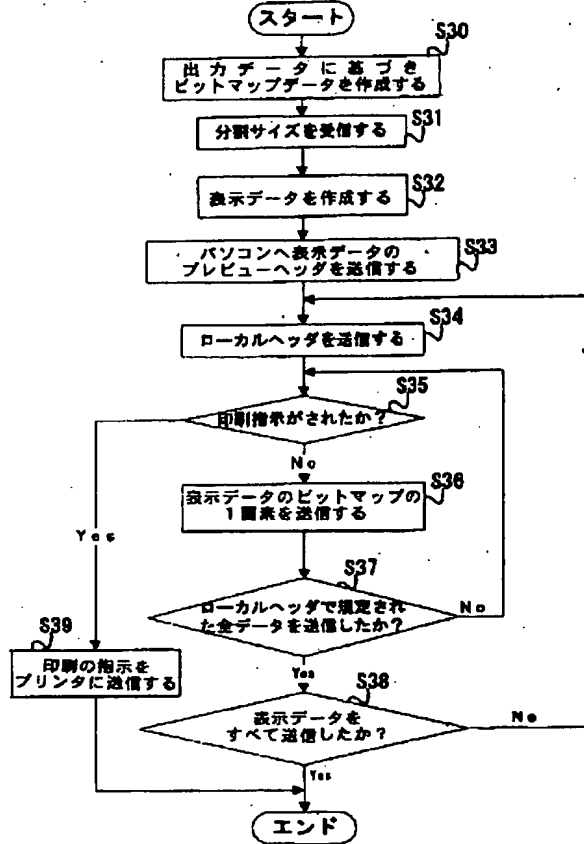 スタート
S30
出力データに基づき
ビットマップデータを作成する
S31
分割サイズを受信する
S32
表示データを作成する
S33
パソコンへ表示データの
プレビューヘッダを送信する
S34
ローカルヘッダを送信する
S35
印刷指示がされたか?
No
Yes
S36
表示データのビットマップの
1画素を送信する
S37
ローカルヘッダで規定され
た全データを送信したか?
No
Yes
S39
印刷の指示を
プリンタに送信する
S38
表示データを
すべて送信したか?
No
Yes
エンド